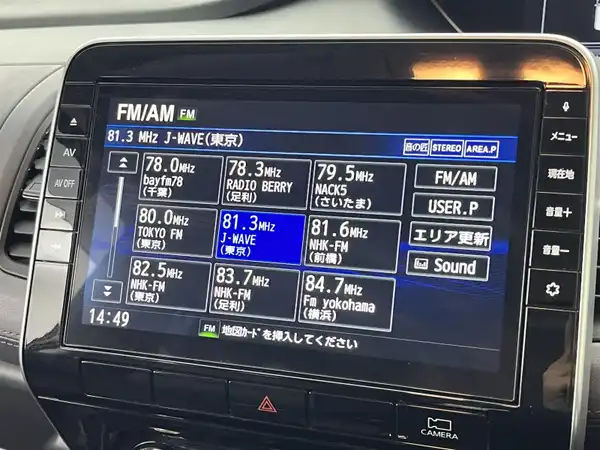 FM/AM FM
81.3 MHz J-WAVE(東京)
音の匠 STEREO AREA.P
78.0MHz
bayfm78
(千葉)
78.3MHz
RADIO BERRY
(足利)
79.5MHz
NACK5
(さいたま)
80.0MHz
TOKYO FM
(東京)
81.3MHz
J-WAVE
(東京)
81.6MHz
NHK-FM
(前橋)
82.5MHz
NHK-FM
(東京)
83.7MHz
NHK-FM
(足利)
84.7MHz
Fm yokohama
(横浜)
FM/AM
USER.P
エリア更新
Sound
14:49
FM 地図ｶｰﾄﾞを挿入してください
AV
AV OFF
メニュー
現在地
音量＋
音量ー
CAMERA